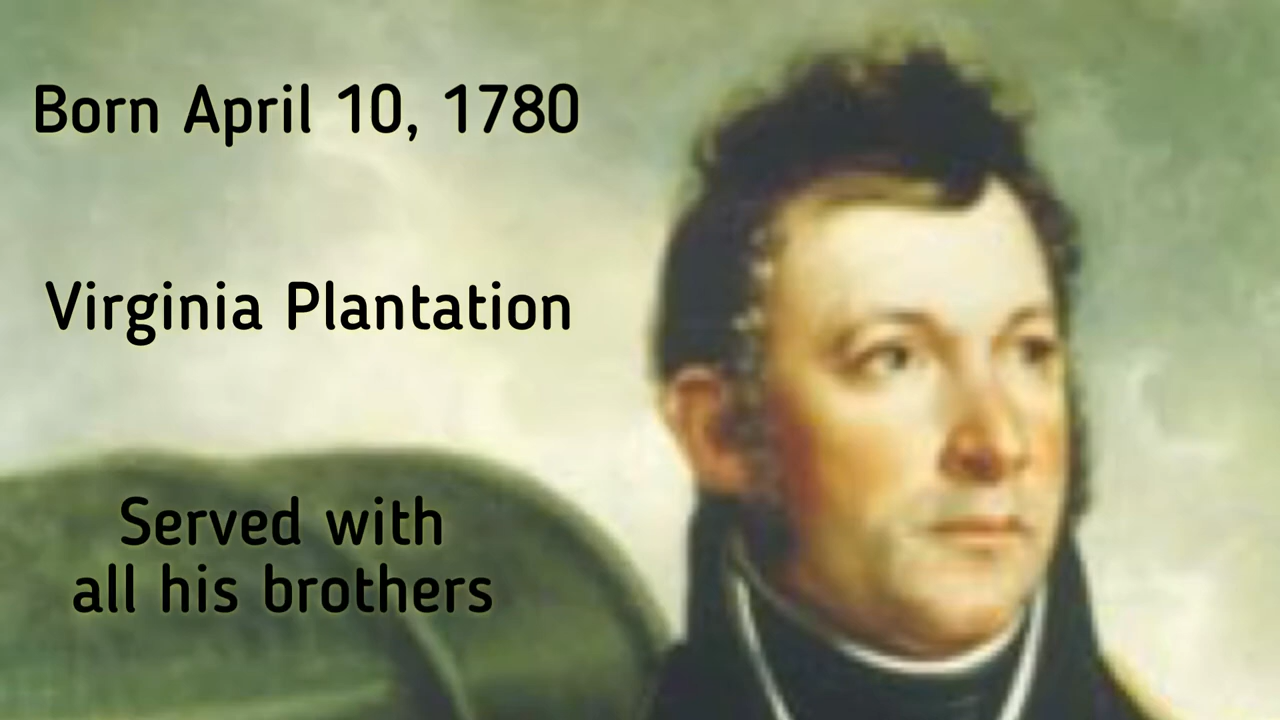 Born April 10, 1780
Virginia Plantation
Served with
all his brothers